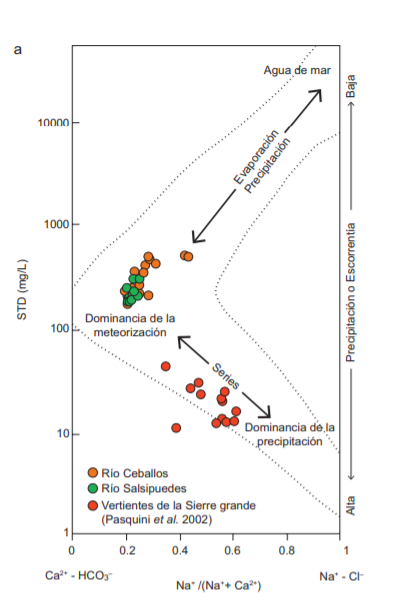 a
Agua de mar
Baja
10000
Evaporación
Precipitación
1000
STD (mg/L)
Precipitación o Escorrentía
Dominancia de la
meteorización
100
Series
Dominancia de la
precipitación
10
Río Ceballos
Río Salsipuedes
Vertientes de la Sierre grande
(Pasquini et al. 2002)
Alta
1
0
0.2
0.4
0.6
0.8
1
Ca²⁺ - HCO₃⁻
Na⁺/(Na⁺+ Ca²⁺)
Na⁺ - Cl⁻